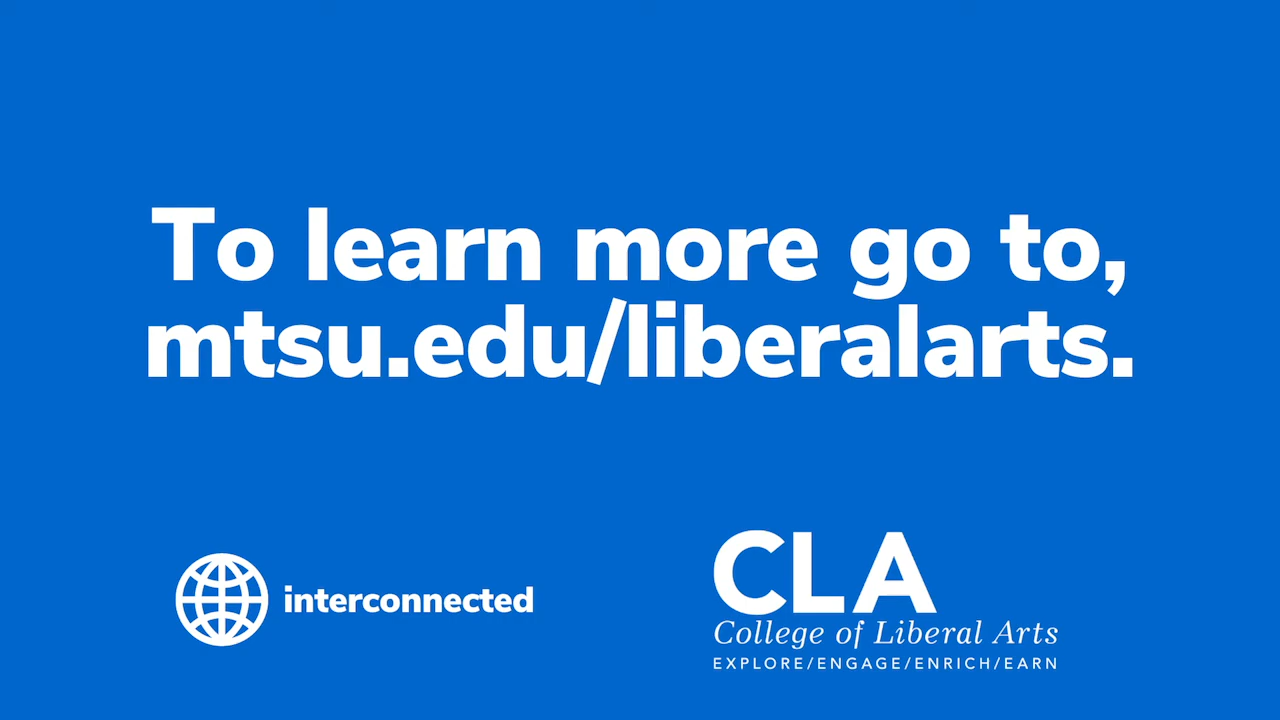 To learn more go to,
mtsu.edu/liberalarts.
interconnected
CLA
College of Liberal Arts
EXPLORE/ENGAGE/ENRICH/EARN